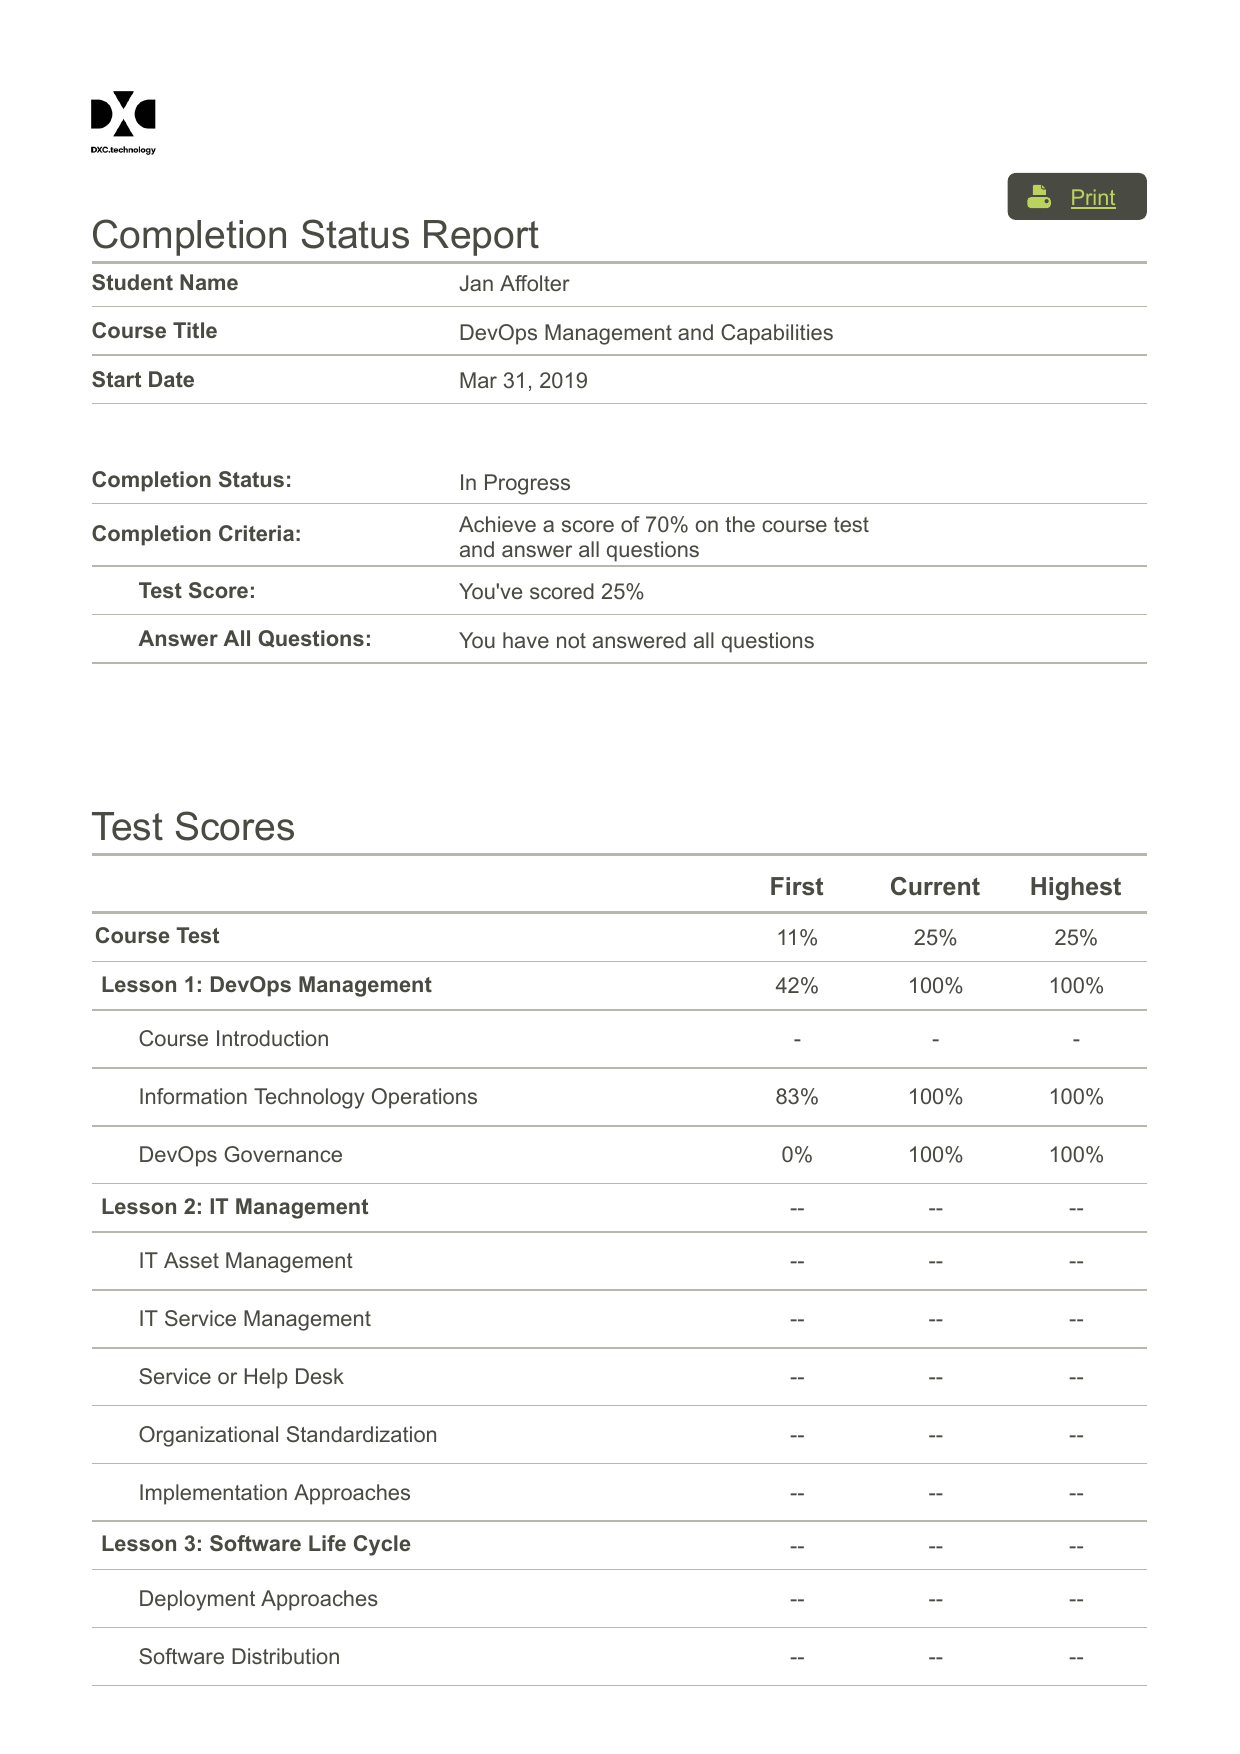 DXC.technology
Print
Completion Status Report
Student Name Jan Affolter
Course Title DevOps Management and Capabilities
Start Date Mar 31, 2019
Completion Status: In Progress
Completion Criteria: Achieve a score of 70% on the course test
and answer all questions
Test Score: You've scored 25%
Answer All Questions: You have not answered all questions
Test Scores
First Current Highest
Course Test 11% 25% 25%
Lesson 1: DevOps Management 42% 100% 100%
Course Introduction - - -
Information Technology Operations 83% 100% 100%
DevOps Governance 0% 100% 100%
Lesson 2: IT Management -- -- --
IT Asset Management -- -- --
IT Service Management -- -- --
Service or Help Desk -- -- --
Organizational Standardization -- -- --
Implementation Approaches -- -- --
Lesson 3: Software Life Cycle -- -- --
Deployment Approaches -- -- --
Software Distribution -- -- --